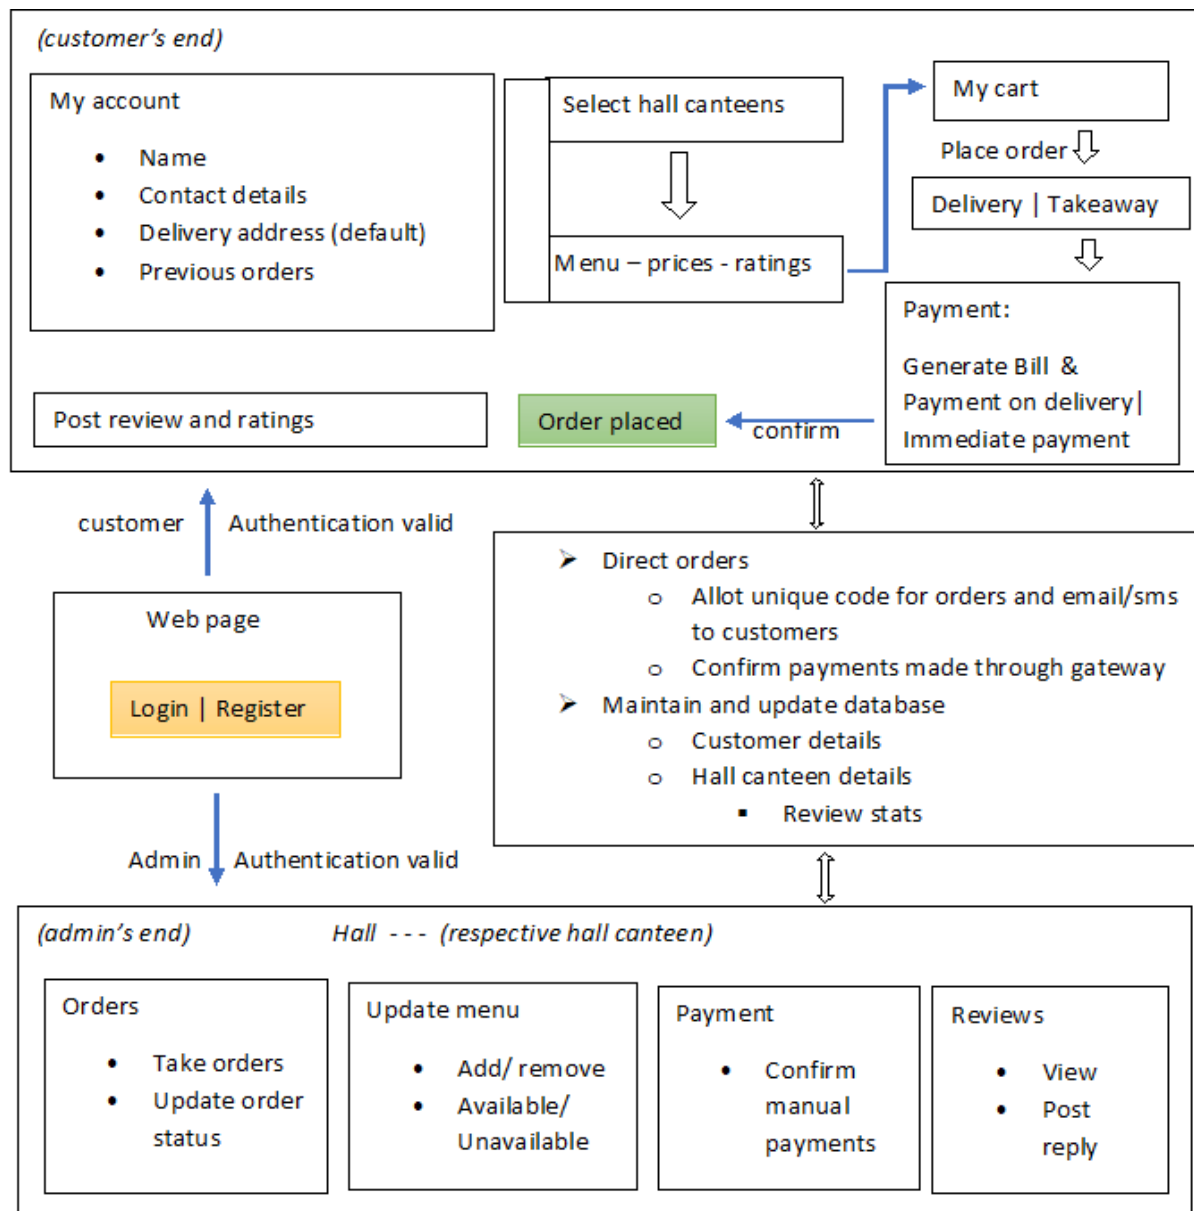 (customer's end)
My account
• Name
• Contact details
• Delivery address (default)
• Previous orders
Select hall canteens
Menu – prices - ratings
My cart
Place order
Delivery | Takeaway
Payment:
Generate Bill &
Payment on delivery|
Immediate payment
confirm
Order placed
Post review and ratings
customer
Authentication valid
Web page
Login | Register
Admin
Authentication valid
➤ Direct orders
o Allot unique code for orders and email/sms
to customers
o Confirm payments made through gateway
➤ Maintain and update database
o Customer details
o Hall canteen details
▪ Review stats
(admin's end)
Hall - - - (respective hall canteen)
Orders
• Take orders
• Update order
status
Update menu
• Add/ remove
• Available/
Unavailable
Payment
• Confirm
manual
payments
Reviews
• View
• Post
reply